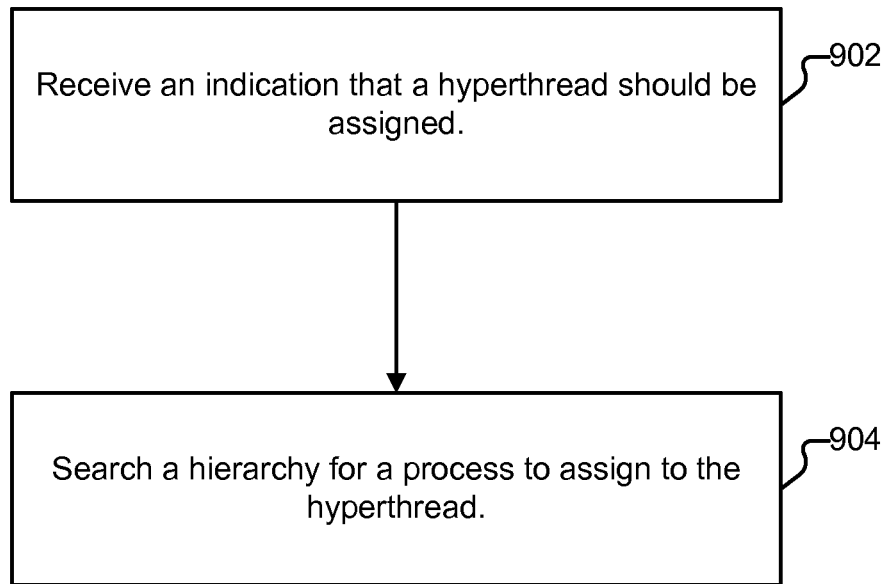 Receive an indication that a hyperthread should be
assigned.
902
Search a hierarchy for a process to assign to the
hyperthread.
904